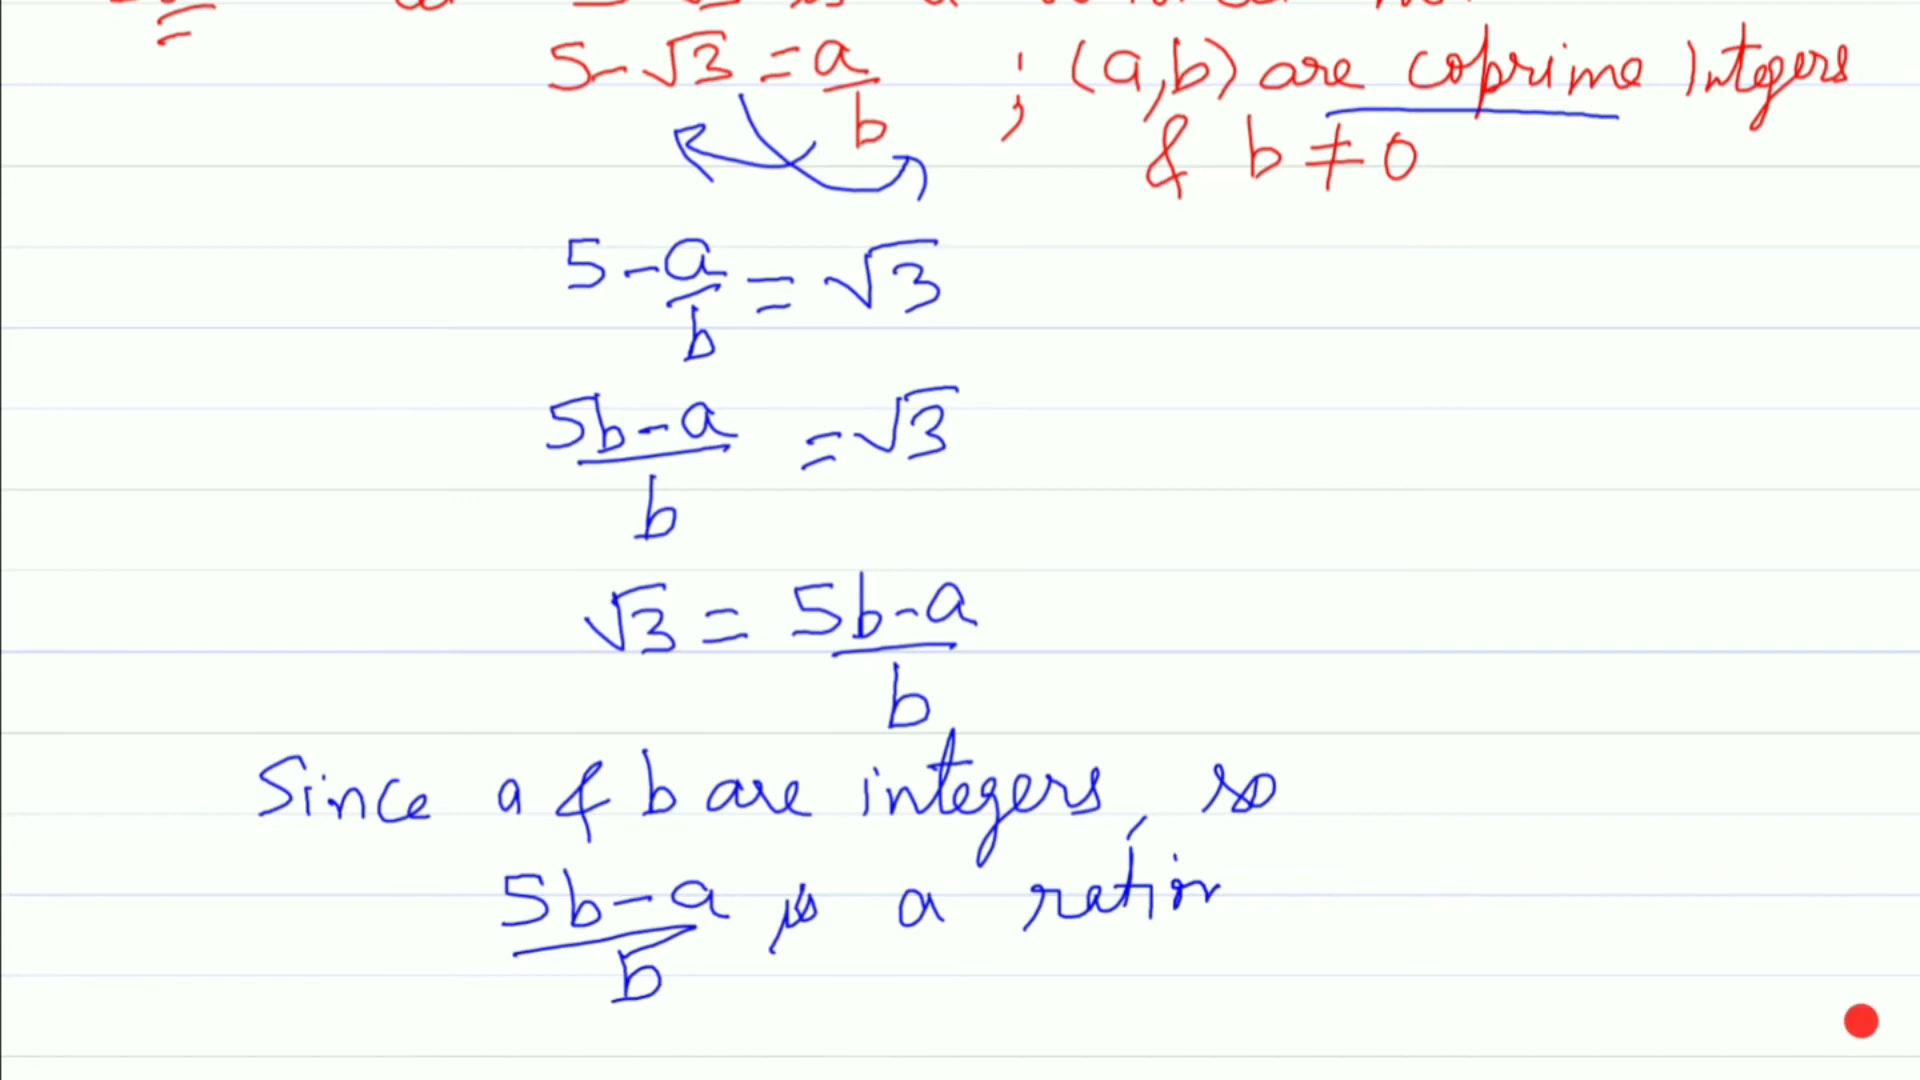 5-√3 = a/b ; (a,b) are coprime Integers
& b ≠ 0
5 - a/b = √3
5b-a/b = √3
√3 = 5b-a/b
Since a & b are integers, so
5b-a/b is a ration